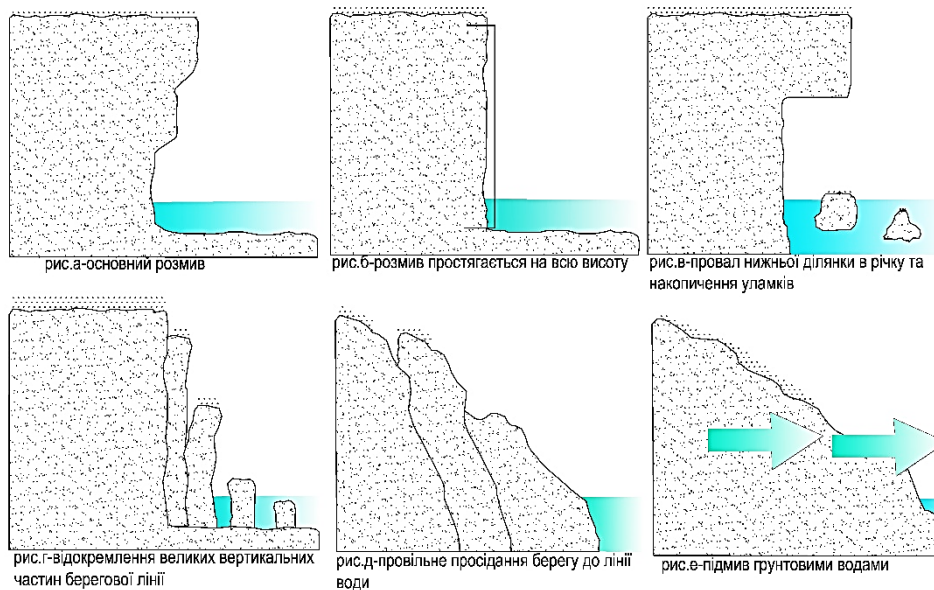 рис.а-основний розмив
рис.б-розмив простягається на всю висоту
рис.в-провал нижньої ділянки в річку та
накопичення уламків
рис.г-відокремлення великих вертикальних
частин берегової лінії
рис.д-провільне просідання берегу до лінії
води
рис.е-підмив грунтовими водами